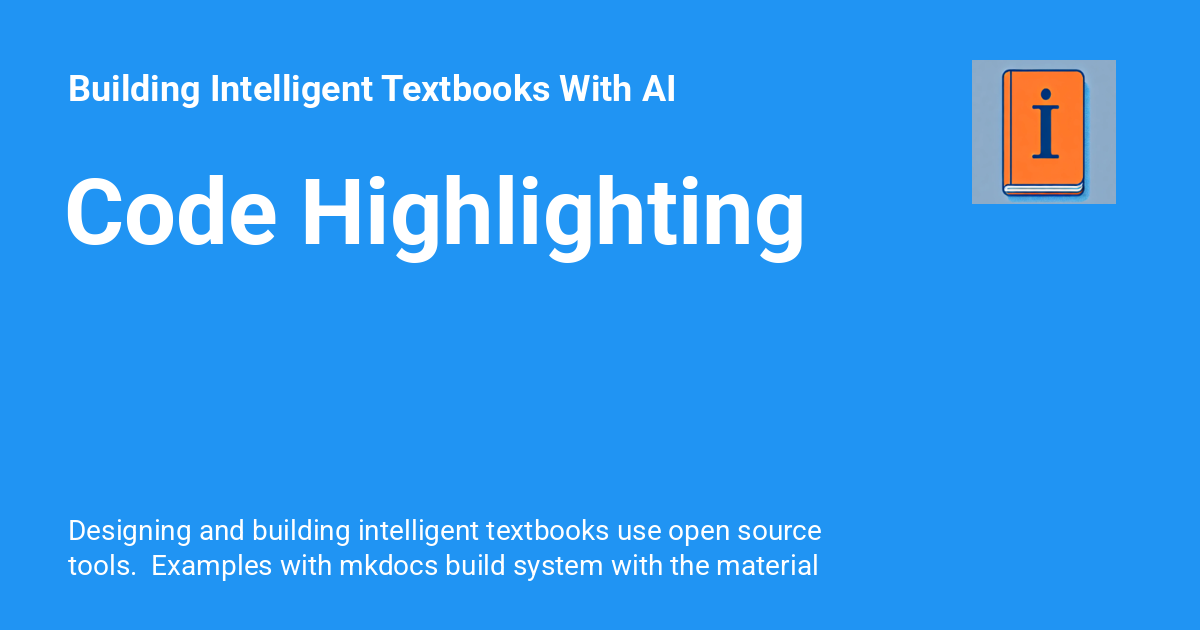 Building Intelligent Textbooks With AI
i
Code Highlighting
Designing and building intelligent textbooks use open source
tools.  Examples with mkdocs build system with the material